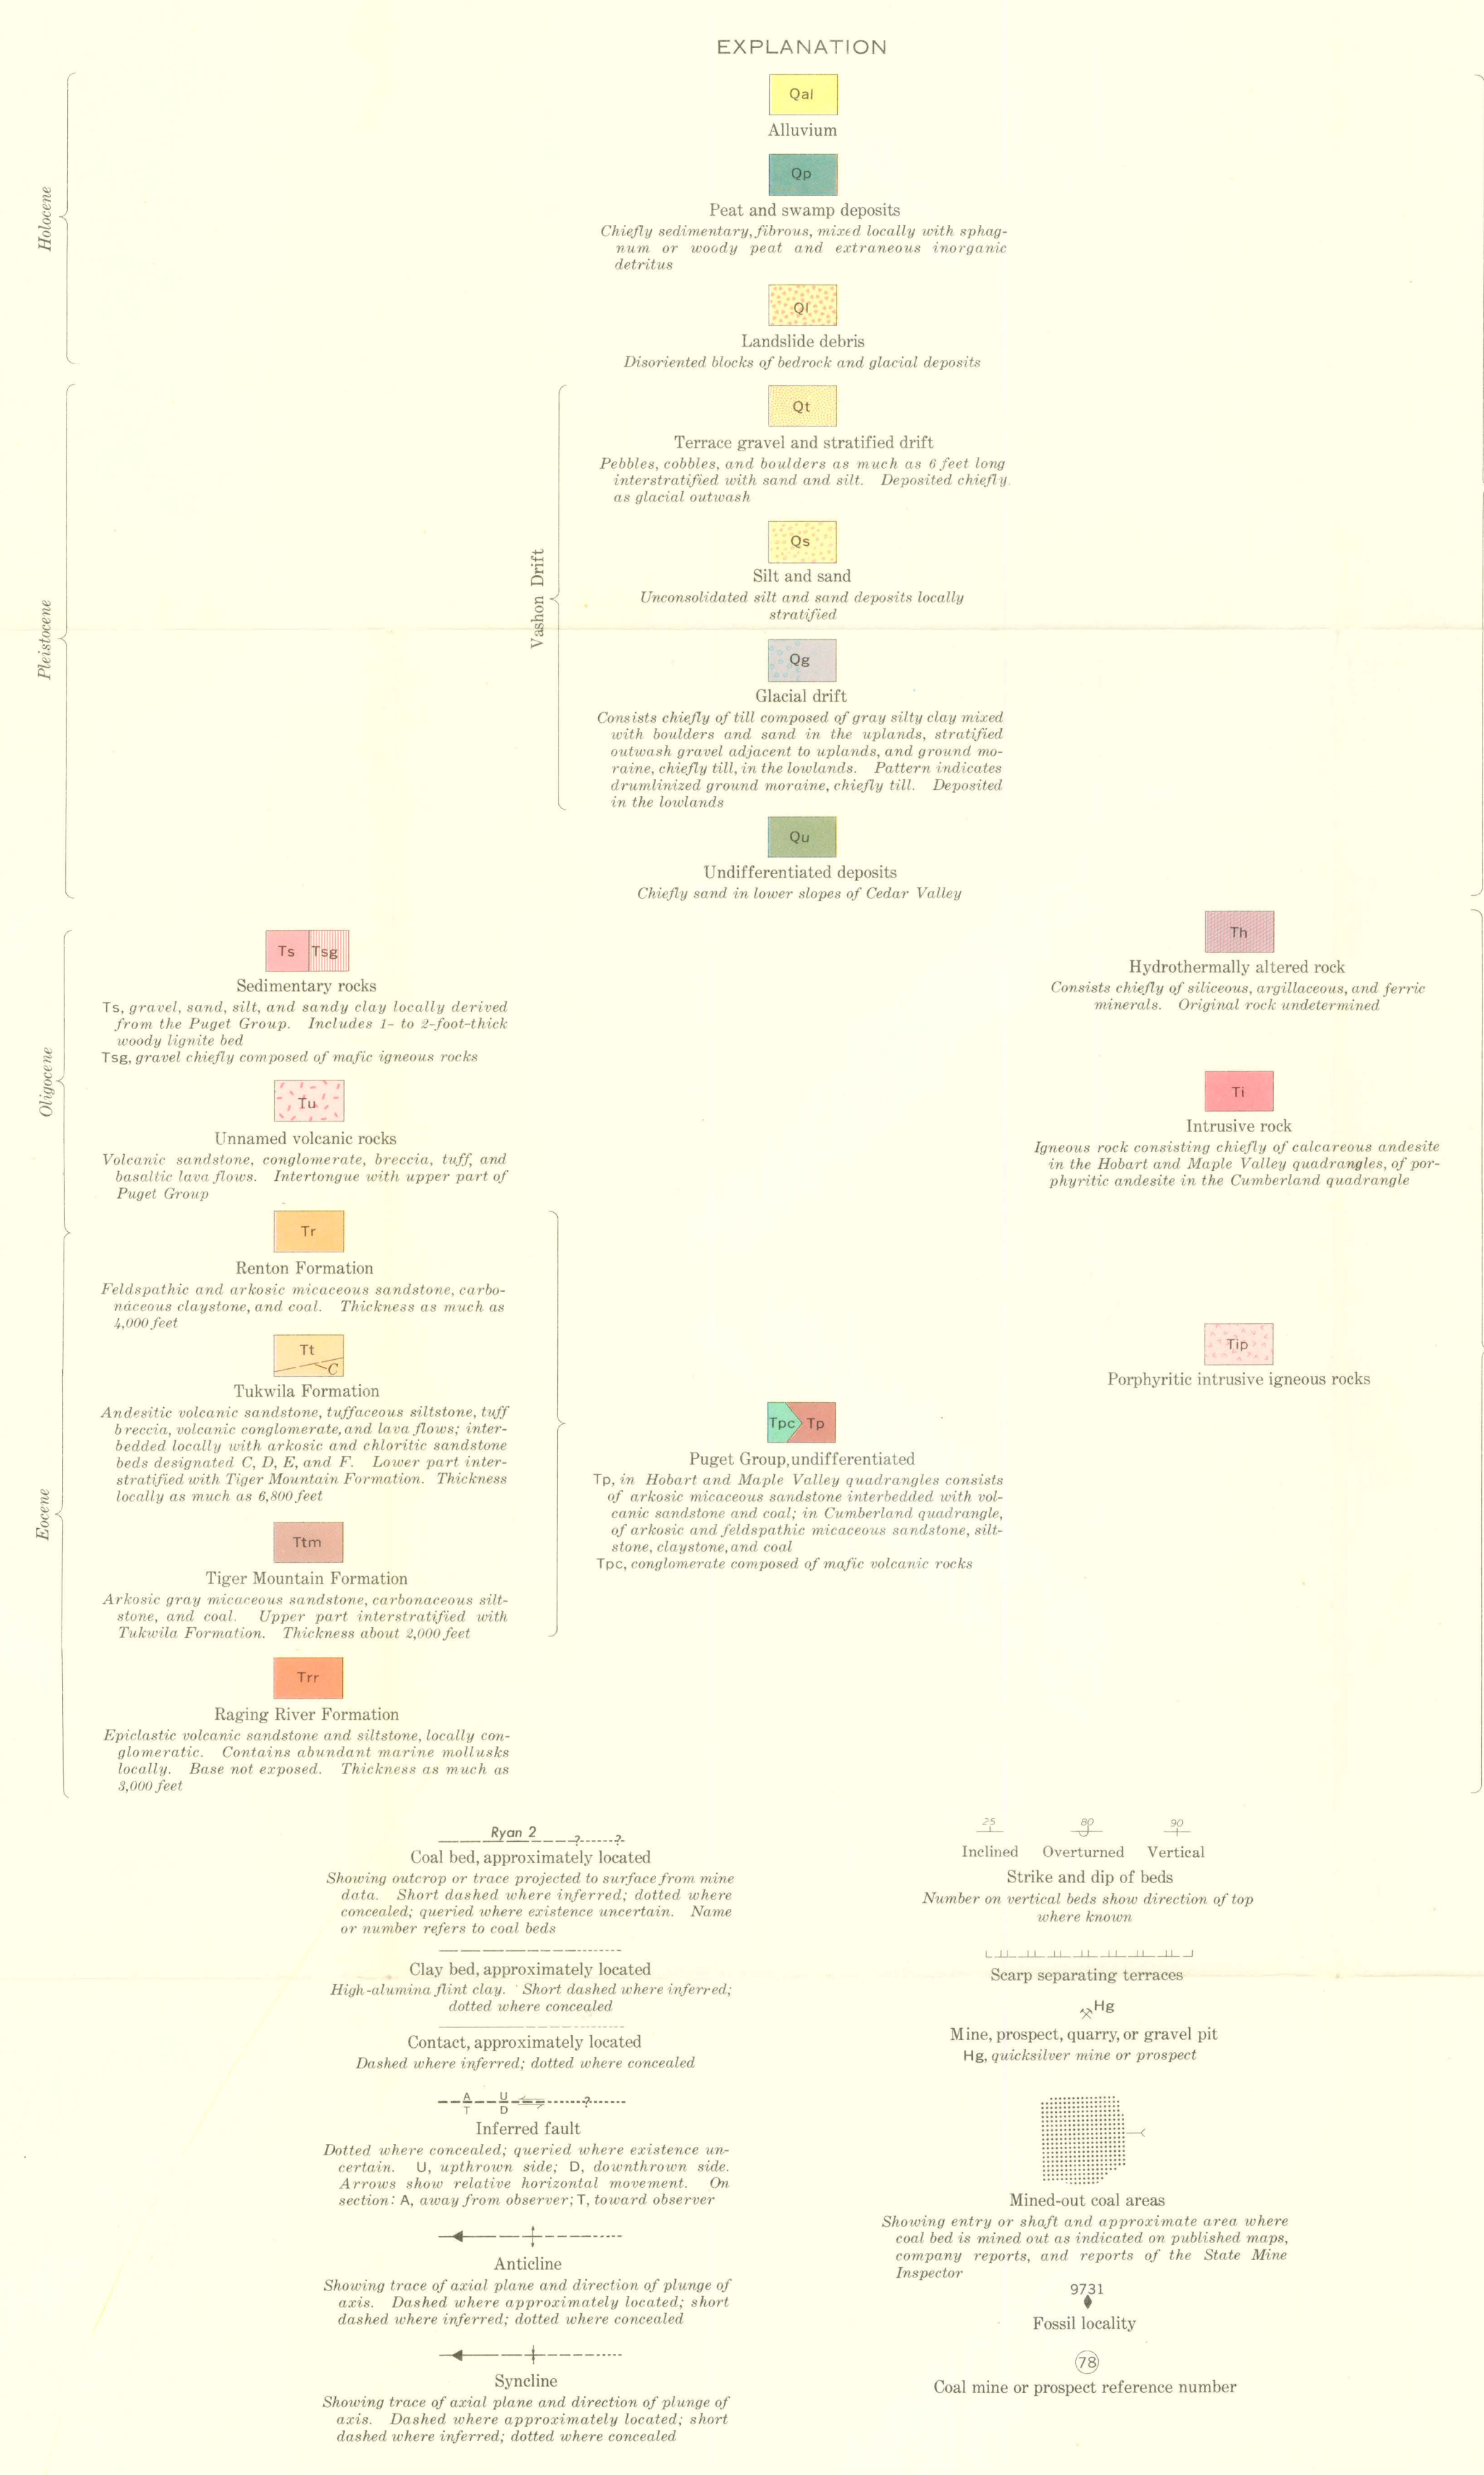 EXPLANATION
Qal
Alluvium
Qp
Peat and swamp deposits
Chiefly sedimentary, fibrous, mixed locally with sphag-
num or woody peat and extraneous inorganic
detritus
Holocene
Ql
Landslide debris
Disoriented blocks of bedrock and glacial deposits
Qt
Terrace gravel and stratified drift
Pebbles, cobbles, and boulders as much as 6 feet long
interstratified with sand and silt. Deposited chiefly
as glacial outwash
Qs
Silt and sand
Unconsolidated silt and sand deposits locally
stratified
Vashon Drift
Pleistocene
Qg
Glacial drift
Consists chiefly of till composed of gray silty clay mixed
with boulders and sand in the uplands, stratified
outwash gravel adjacent to uplands, and ground mo-
raine, chiefly till, in the lowlands. Pattern indicates
drumlinized ground moraine, chiefly till. Deposited
in the lowlands
Qu
Undifferentiated deposits
Chiefly sand in lower slopes of Cedar Valley
Ts Tsg
Sedimentary rocks
Ts, gravel, sand, silt, and sandy clay locally derived
from the Puget Group. Includes 1- to 2-foot-thick
woody lignite bed
Tsg, gravel chiefly composed of mafic igneous rocks
Oligocene
Tu
Unnamed volcanic rocks
Volcanic sandstone, conglomerate, breccia, tuff, and
basaltic lava flows. Intertongue with upper part of
Puget Group
Tr
Renton Formation
Feldspathic and arkosic micaceous sandstone, carbo-
naceous claystone, and coal. Thickness as much as
4,000 feet
Tt
C
Tukwila Formation
Andesitic volcanic sandstone, tuffaceous siltstone, tuff
breccia, volcanic conglomerate, and lava flows; inter-
bedded locally with arkosic and chloritic sandstone
beds designated C, D, E, and F. Lower part inter-
stratified with Tiger Mountain Formation. Thickness
locally as much as 6,800 feet
Eocene
Ttm
Tiger Mountain Formation
Arkosic gray micaceous sandstone, carbonaceous silt-
stone, and coal. Upper part interstratified with
Tukwila Formation. Thickness about 2,000 feet
Trr
Raging River Formation
Epiclastic volcanic sandstone and siltstone, locally con-
glomeratic. Contains abundant marine mollusks
locally. Base not exposed. Thickness as much as
3,000 feet
Tpc Tp
Puget Group, undifferentiated
Tp, in Hobart and Maple Valley quadrangles consists
of arkosic micaceous sandstone interbedded with vol-
canic sandstone and coal; in Cumberland quadrangle,
of arkosic and feldspathic micaceous sandstone, silt-
stone, claystone, and coal
Tpc, conglomerate composed of mafic volcanic rocks
Th
Hydrothermally altered rock
Consists chiefly of siliceous, argillaceous, and ferric
minerals. Original rock undetermined
Ti
Intrusive rock
Igneous rock consisting chiefly of calcareous andesite
in the Hobart and Maple Valley quadrangles, of por-
phyritic andesite in the Cumberland quadrangle
Tip
Porphyritic intrusive igneous rocks
Ryan 2 ? ?
Coal bed, approximately located
Showing outcrop or trace projected to surface from mine
data. Short dashed where inferred; dotted where
concealed; queried where existence uncertain. Name
or number refers to coal beds
Clay bed, approximately located
High-alumina flint clay. Short dashed where inferred;
dotted where concealed
Contact, approximately located
Dashed where inferred; dotted where concealed
A U ?
T D
Inferred fault
Dotted where concealed; queried where existence un-
certain. U, upthrown side; D, downthrown side.
Arrows show relative horizontal movement. On
section: A, away from observer; T, toward observer
Anticline
Showing trace of axial plane and direction of plunge of
axis. Dashed where approximately located; short
dashed where inferred; dotted where concealed
Syncline
Showing trace of axial plane and direction of plunge of
axis. Dashed where approximately located; short
dashed where inferred; dotted where concealed
25 80 90
Inclined Overturned Vertical
Strike and dip of beds
Number on vertical beds show direction of top
where known
Scarp separating terraces
Hg
Mine, prospect, quarry, or gravel pit
Hg, quicksilver mine or prospect
Mined-out coal areas
Showing entry or shaft and approximate area where
coal bed is mined out as indicated on published maps,
company reports, and reports of the State Mine
Inspector
9731
Fossil locality
78
Coal mine or prospect reference number